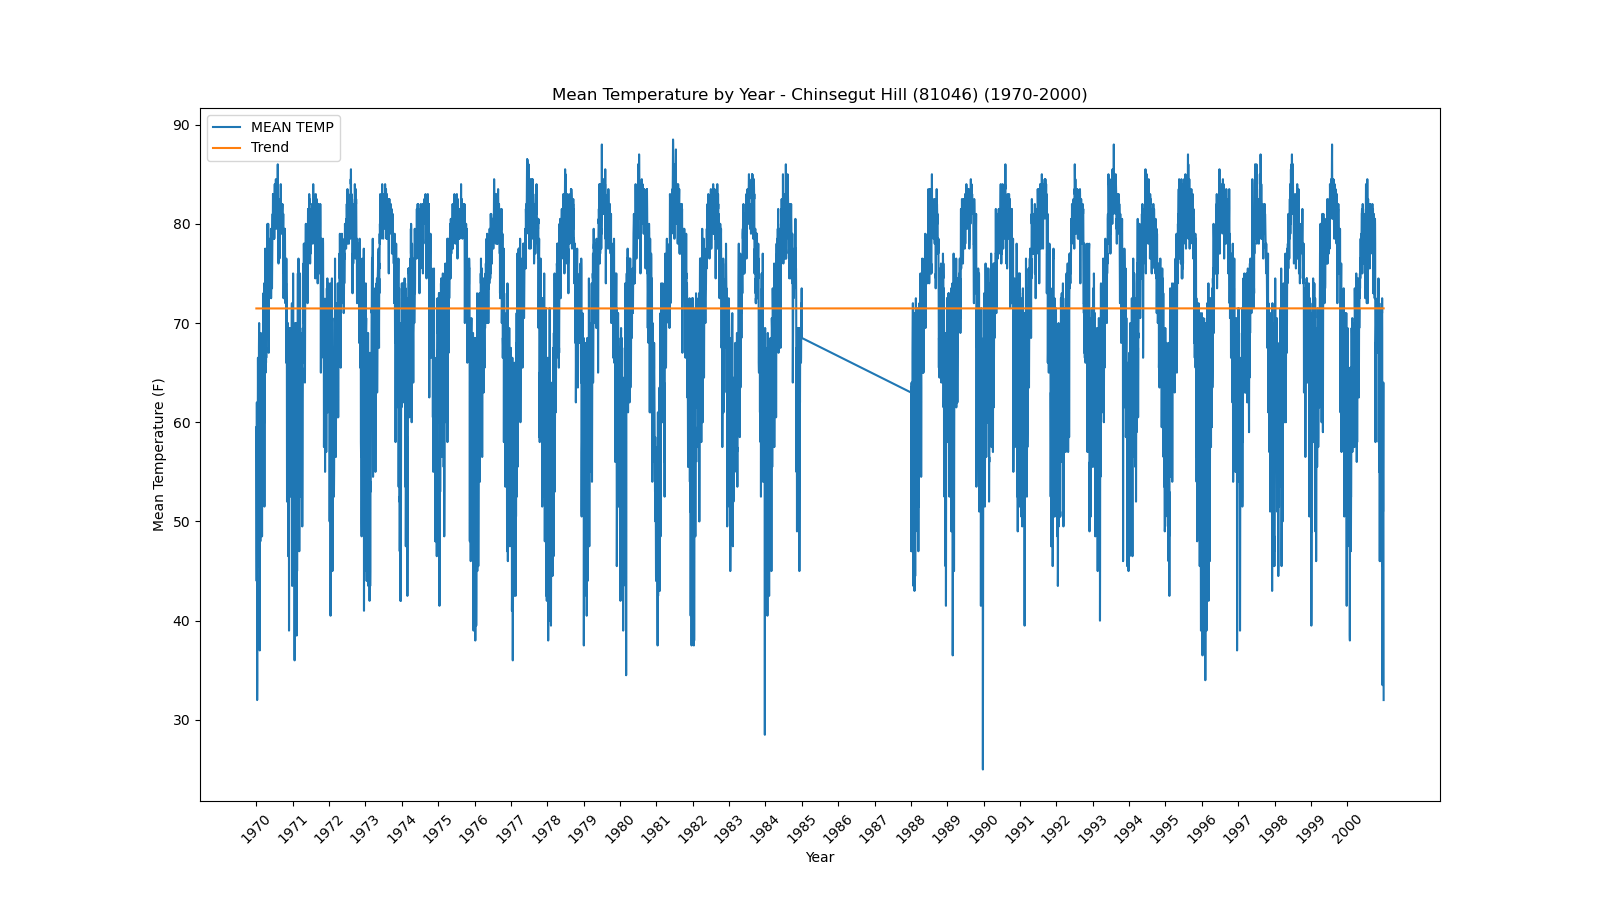 Mean Temperature by Year - Chinsegut Hill (81046) (1970-2000)
MEAN TEMP
Trend
90
80
70
60
50
40
30
Mean Temperature (F)
1970 1971 1972 1973 1974 1975 1976 1977 1978 1979 1980 1981 1982 1983 1984 1985 1986 1987 1988 1989 1990 1991 1992 1993 1994 1995 1996 1997 1998 1999 2000
Year